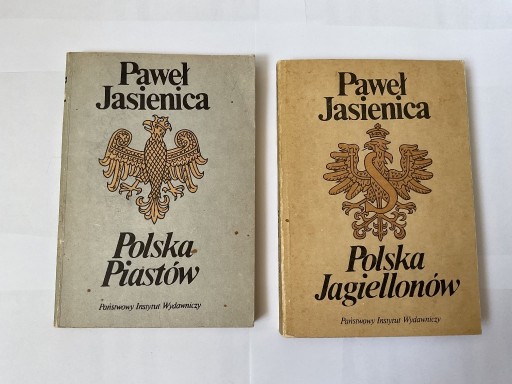 Paweł
Jasienica
Polska
Piastów
Państwowy Instytut Wydawniczy
Paweł
Jasienica
S
Polska
Jagiellonów
Państwowy Instytut Wydawniczy